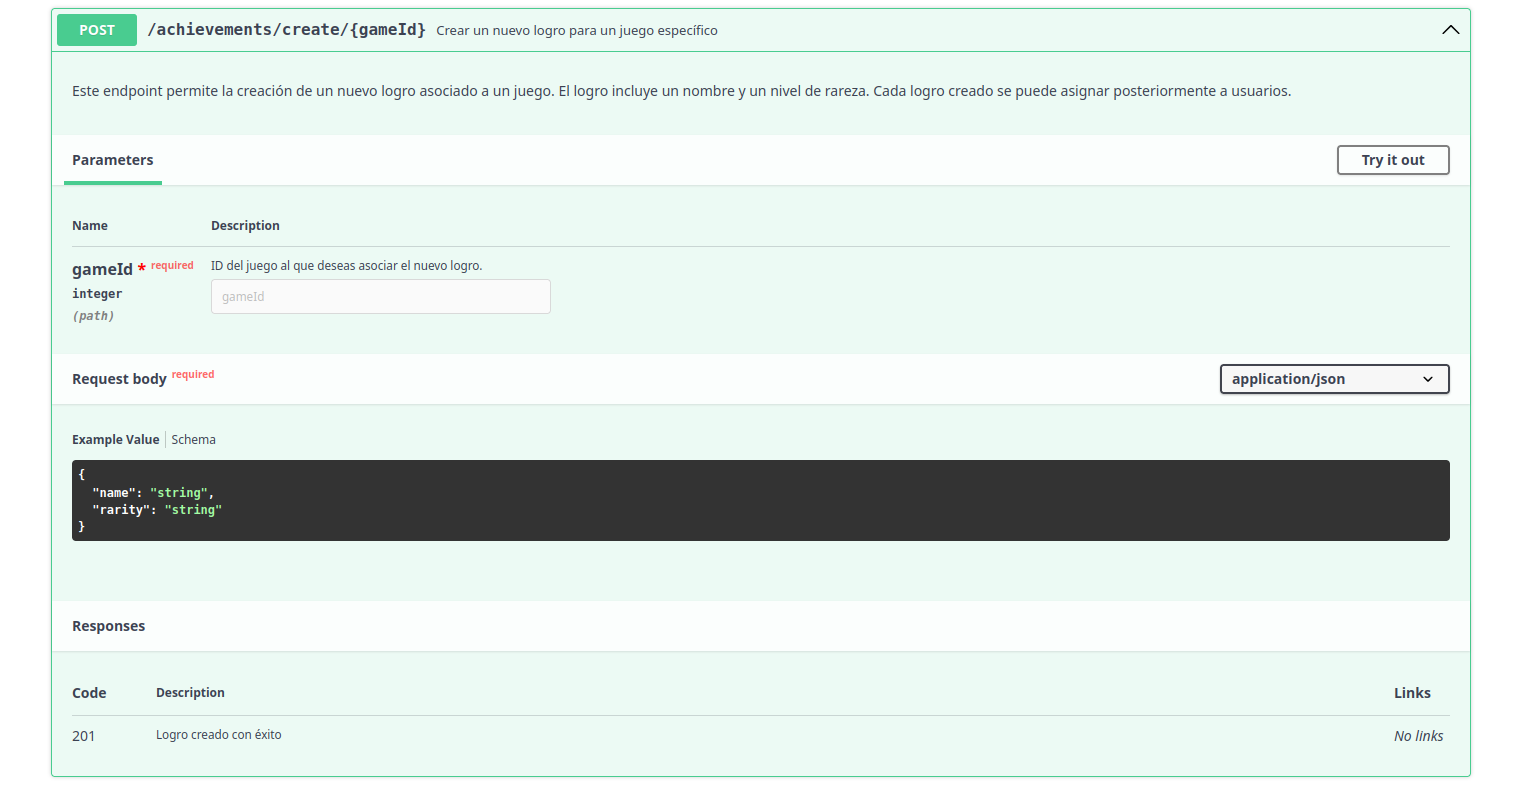 POST /achievements/create/{gameId} Crear un nuevo logro para un juego específico
Este endpoint permite la creación de un nuevo logro asociado a un juego. El logro incluye un nombre y un nivel de rareza. Cada logro creado se puede asignar posteriormente a usuarios.
Parameters Try it out
Name Description
gameId * required ID del juego al que deseas asociar el nuevo logro.
integer gameId
(path)
Request body required application/json
Example Value Schema
{
"name": "string",
"rarity": "string"
}
Responses
Code Description Links
201 Logro creado con éxito No links